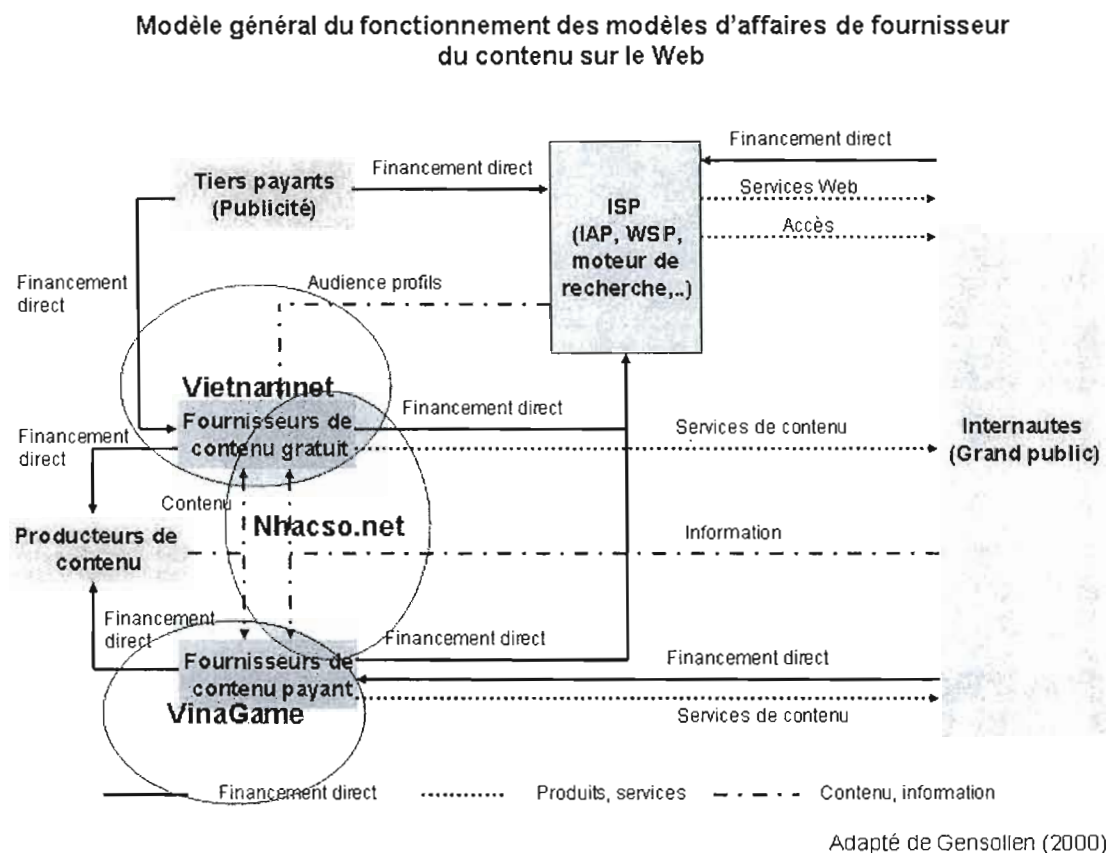 Modèle général du fonctionnement des modèles d'affaires de fournisseur
du contenu sur le Web
Financement direct
Tiers payants
(Publicité)
Financement direct
ISP
(IAP, WSP,
moteur de
recherche,..)
Services Web
Accès
Financement
direct
Audience profils
Vietnamnet
Fournisseurs de
contenu gratuit
Financement direct
Services de contenu
Internautes
(Grand public)
Financement
direct
Contenu
Nhacso.net
Producteurs de
contenu
Information
Financement
direct
Financement direct
Fournisseurs de
contenu payant
Financement direct
VinaGame
Services de contenu
Financement direct
Produits, services
Contenu, information
Adapté de Gensollen (2000)